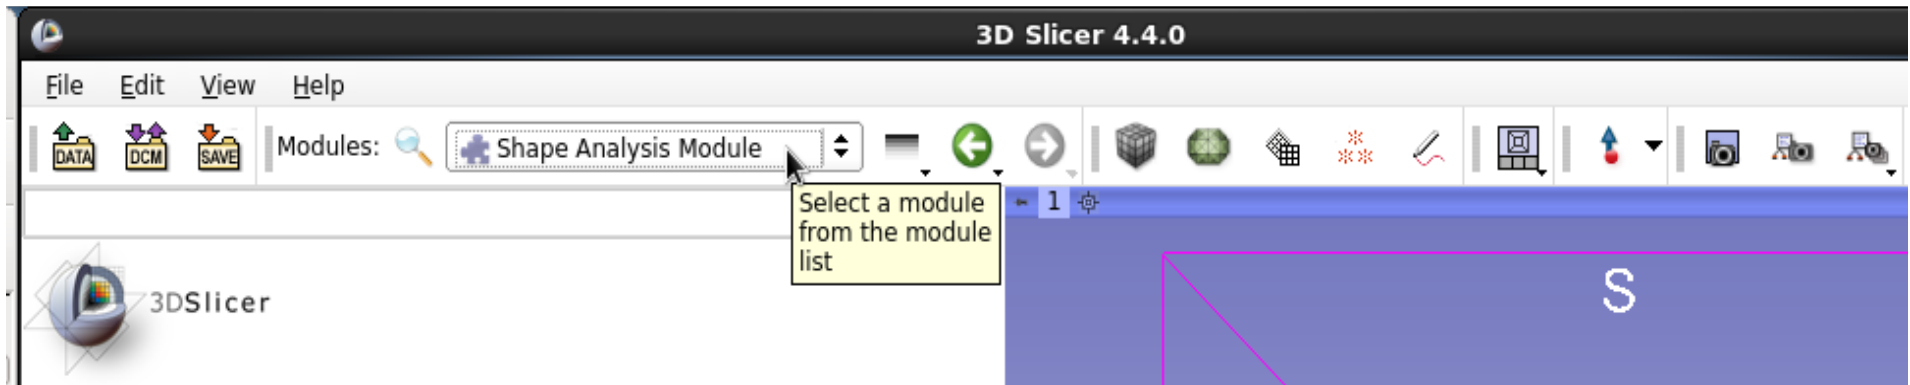 3D Slicer 4.4.0
File Edit View Help
DATA DCM SAVE Modules: Shape Analysis Module
Select a module
from the module
list
1
S
3DSlicer